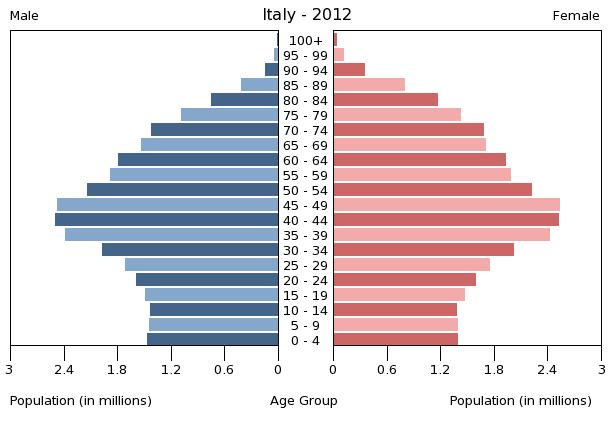 Male Italy - 2012 Female
100+
95 - 99
90 - 94
85 - 89
80 - 84
75 - 79
70 - 74
65 - 69
60 - 64
55 - 59
50 - 54
45 - 49
40 - 44
35 - 39
30 - 34
25 - 29
20 - 24
15 - 19
10 - 14
5 - 9
0 - 4
3 2.4 1.8 1.2 0.6 0 0 0.6 1.2 1.8 2.4 3
Population (in millions) Age Group Population (in millions)